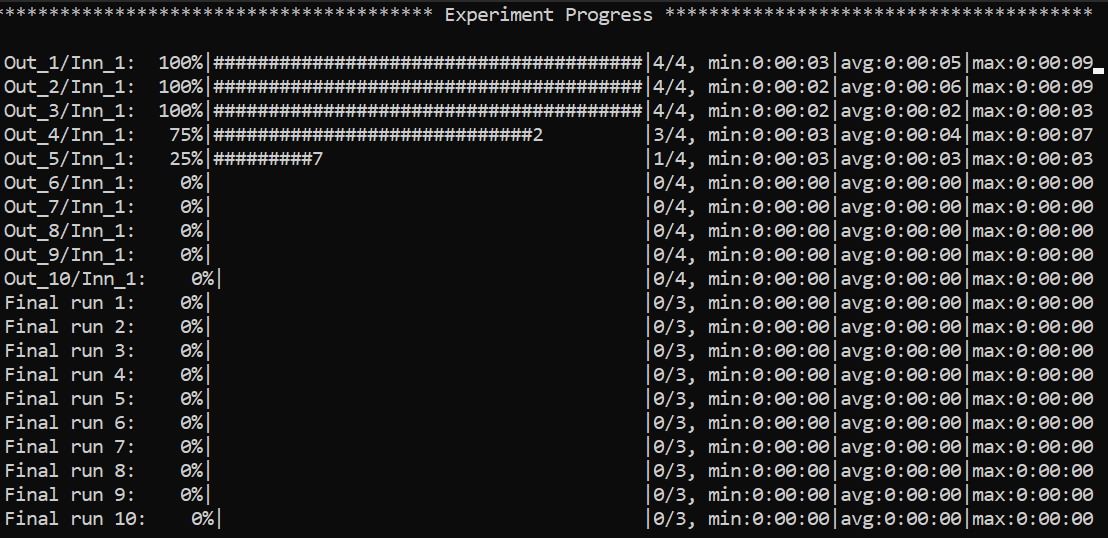 *************************************** Experiment Progress ***************************************
Out_1/Inn_1:  100%|#######################################|4/4, min:0:00:03|avg:0:00:05|max:0:00:09
Out_2/Inn_1:  100%|#######################################|4/4, min:0:00:02|avg:0:00:06|max:0:00:09
Out_3/Inn_1:  100%|#######################################|4/4, min:0:00:02|avg:0:00:02|max:0:00:03
Out_4/Inn_1:   75%|#############################2         |3/4, min:0:00:03|avg:0:00:04|max:0:00:07
Out_5/Inn_1:   25%|#########7                             |1/4, min:0:00:03|avg:0:00:03|max:0:00:03
Out_6/Inn_1:    0%|                                       |0/4, min:0:00:00|avg:0:00:00|max:0:00:00
Out_7/Inn_1:    0%|                                       |0/4, min:0:00:00|avg:0:00:00|max:0:00:00
Out_8/Inn_1:    0%|                                       |0/4, min:0:00:00|avg:0:00:00|max:0:00:00
Out_9/Inn_1:    0%|                                       |0/4, min:0:00:00|avg:0:00:00|max:0:00:00
Out_10/Inn_1:    0%|                                      |0/4, min:0:00:00|avg:0:00:00|max:0:00:00
Final run 1:    0%|                                       |0/3, min:0:00:00|avg:0:00:00|max:0:00:00
Final run 2:    0%|                                       |0/3, min:0:00:00|avg:0:00:00|max:0:00:00
Final run 3:    0%|                                       |0/3, min:0:00:00|avg:0:00:00|max:0:00:00
Final run 4:    0%|                                       |0/3, min:0:00:00|avg:0:00:00|max:0:00:00
Final run 5:    0%|                                       |0/3, min:0:00:00|avg:0:00:00|max:0:00:00
Final run 6:    0%|                                       |0/3, min:0:00:00|avg:0:00:00|max:0:00:00
Final run 7:    0%|                                       |0/3, min:0:00:00|avg:0:00:00|max:0:00:00
Final run 8:    0%|                                       |0/3, min:0:00:00|avg:0:00:00|max:0:00:00
Final run 9:    0%|                                       |0/3, min:0:00:00|avg:0:00:00|max:0:00:00
Final run 10:    0%|                                      |0/3, min:0:00:00|avg:0:00:00|max:0:00:00